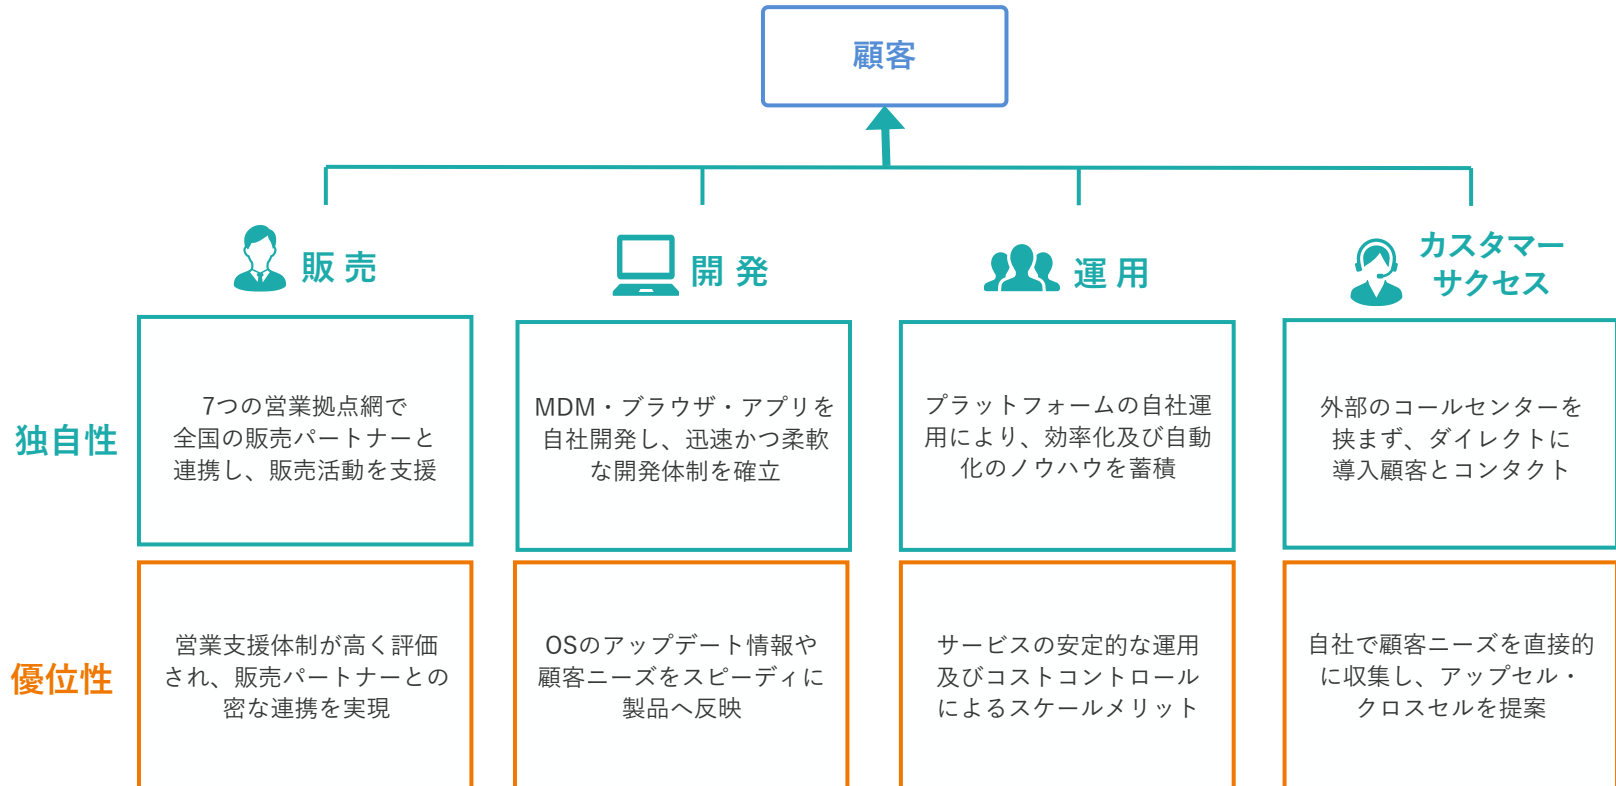 顧客
販売
開発
運用
カスタマー
サクセス
独自性
7つの営業拠点網で
全国の販売パートナーと
連携し、販売活動を支援
MDM・ブラウザ・アプリを
自社開発し、迅速かつ柔軟
な開発体制を確立
プラットフォームの自社運
用により、効率化及び自動
化のノウハウを蓄積
外部のコールセンターを
挟まず、ダイレクトに
導入顧客とコンタクト
優位性
営業支援体制が高く評価
され、販売パートナーとの
密な連携を実現
OSのアップデート情報や
顧客ニーズをスピーディに
製品へ反映
サービスの安定的な運用
及びコストコントロール
によるスケールメリット
自社で顧客ニーズを直接的
に収集し、アップセル・
クロスセルを提案